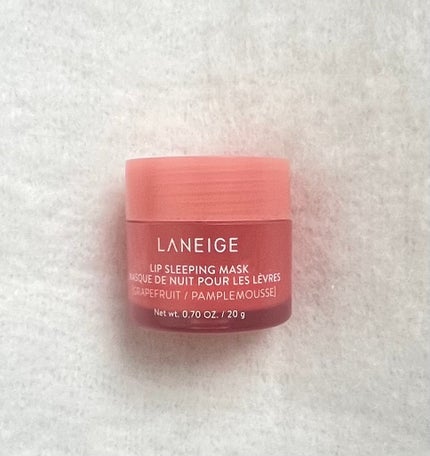 LANEIGE
LIP SLEEPING MASK
MASQUE DE NUIT POUR LES LÈVRES
[GRAPEFRUIT / PAMPLEMOUSSE]
Net wt. 0.70 OZ. / 20 g